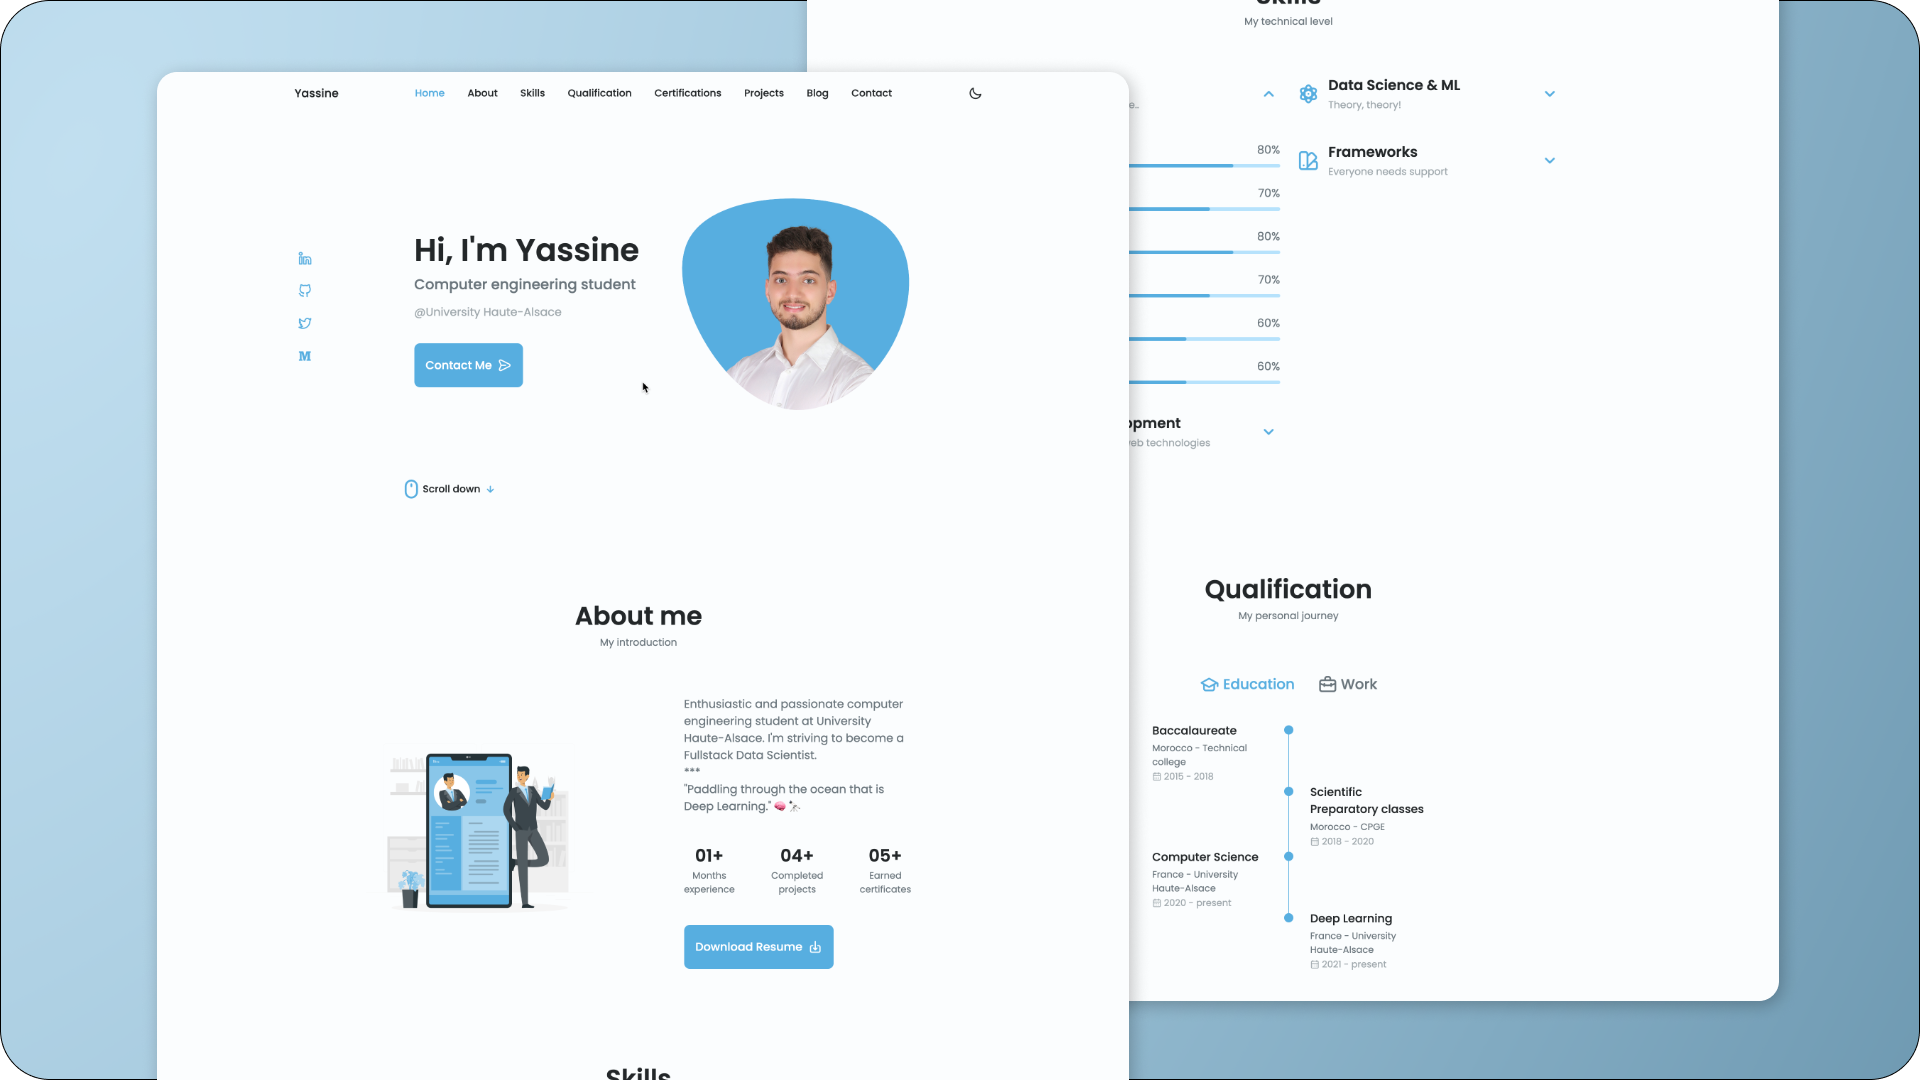 Yassine
Home About Skills Qualification Certifications Projects Blog Contact
Hi, I'm Yassine
Computer engineering student
@University Haute-Alsace
Contact Me
M
Scroll down
About me
My introduction
Enthusiastic and passionate computer
engineering student at University
Haute-Alsace. I'm striving to become a
Fullstack Data Scientist.
***
"Paddling through the ocean that is
Deep Learning." 🧠
01+
Months
experience
04+
Completed
projects
05+
Earned
certificates
Download Resume
Skills
Skills
My technical level
e..
80%
70%
80%
70%
60%
60%
opment
eb technologies
Data Science & ML
Theory, theory!
Frameworks
Everyone needs support
Qualification
My personal journey
Education
Work
Baccalaureate
Morocco - Technical
college
2015 - 2018
Scientific
Preparatory classes
Morocco - CPGE
2018 - 2020
Computer Science
France - University
Haute-Alsace
2020 - present
Deep Learning
France - University
Haute-Alsace
2021 - present